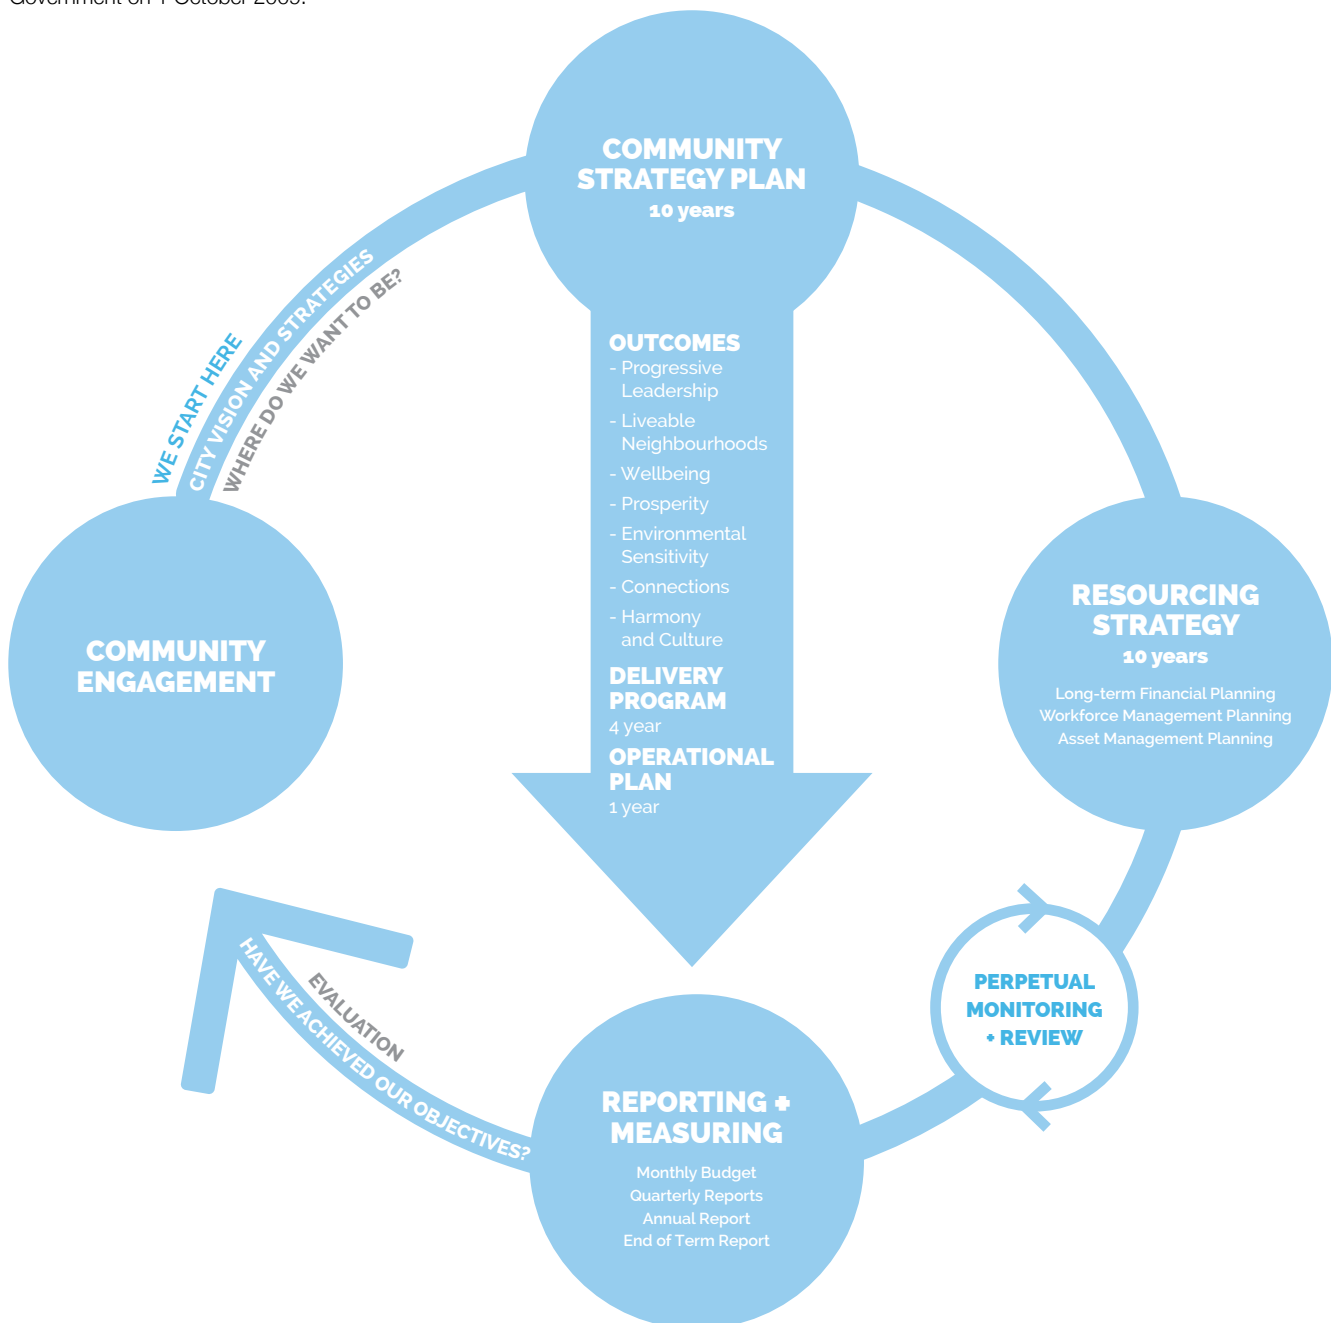 COMMUNITY
STRATEGY PLAN
10 years
WE START HERE
CITY VISION AND STRATEGIES
WHERE DO WE WANT TO BE?
OUTCOMES
- Progressive
Leadership
- Liveable
Neighbourhoods
- Wellbeing
- Prosperity
- Environmental
Sensitivity
- Connections
- Harmony
and Culture
DELIVERY
PROGRAM
4 year
OPERATIONAL
PLAN
1 year
COMMUNITY
ENGAGEMENT
RESOURCING
STRATEGY
10 years
Long-term Financial Planning
Workforce Management Planning
Asset Management Planning
PERPETUAL
MONITORING
+ REVIEW
REPORTING +
MEASURING
Monthly Budget
Quarterly Reports
Annual Report
End of Term Report
EVALUATION
HAVE WE ACHIEVED OUR OBJECTIVES?